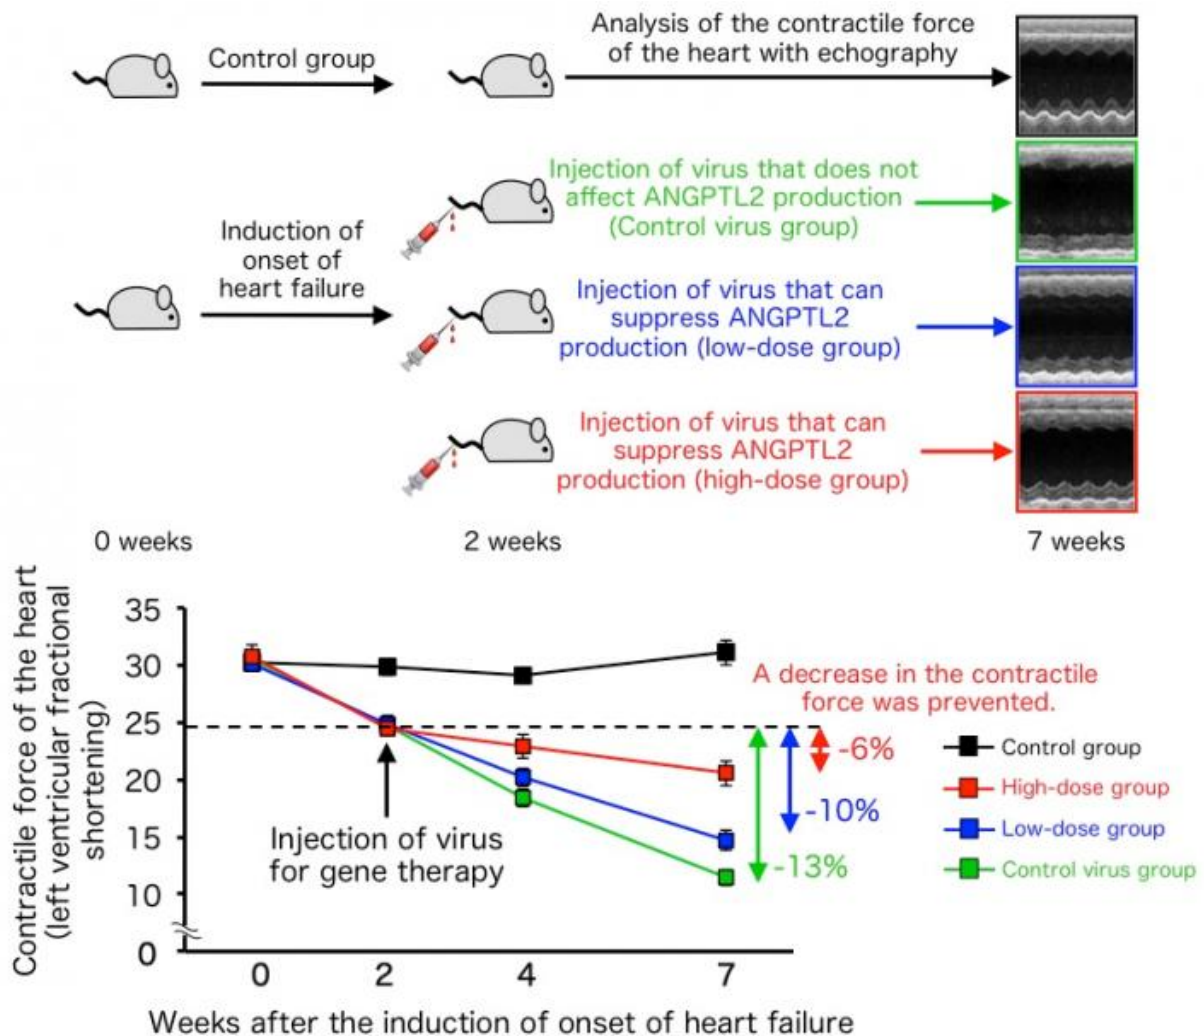 Control group
Analysis of the contractile force
of the heart with echography
Induction of
onset of
heart failure
Injection of virus that does not
affect ANGPTL2 production
(Control virus group)
Injection of virus that can
suppress ANGPTL2
production (low-dose group)
Injection of virus that can
suppress ANGPTL2
production (high-dose group)
0 weeks
2 weeks
7 weeks
Contractile force of the heart
(left ventricular fractional
shortening)
35
30
25
20
15
10
0
Injection of virus
for gene therapy
A decrease in the contractile
force was prevented.
-6%
-10%
-13%
Control group
High-dose group
Low-dose group
Control virus group
0
2
4
7
Weeks after the induction of onset of heart failure